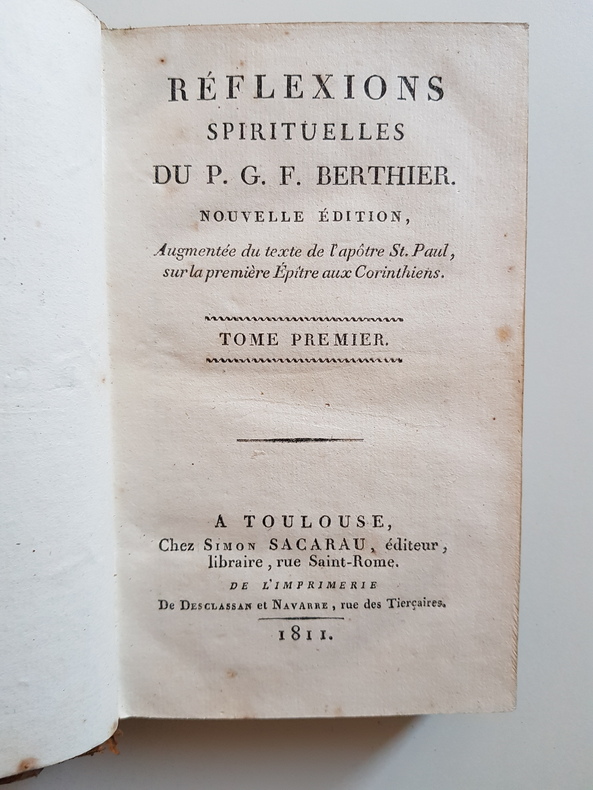 RÉFLEXIONS
SPIRITUELLES
DU P. G. F. BERTHIER.
NOUVELLE ÉDITION,
Augmentée du texte de l'apôtre St. Paul,
sur la première Épître aux Corinthiens.
TOME PREMIER.
A TOULOUSE,
Chez SIMON SACARAU, éditeur,
libraire, rue Saint-Rome.
DE L'IMPRIMERIE
De DESCLASSAN et NAVARRE, rue des Tierçaires.
1811.